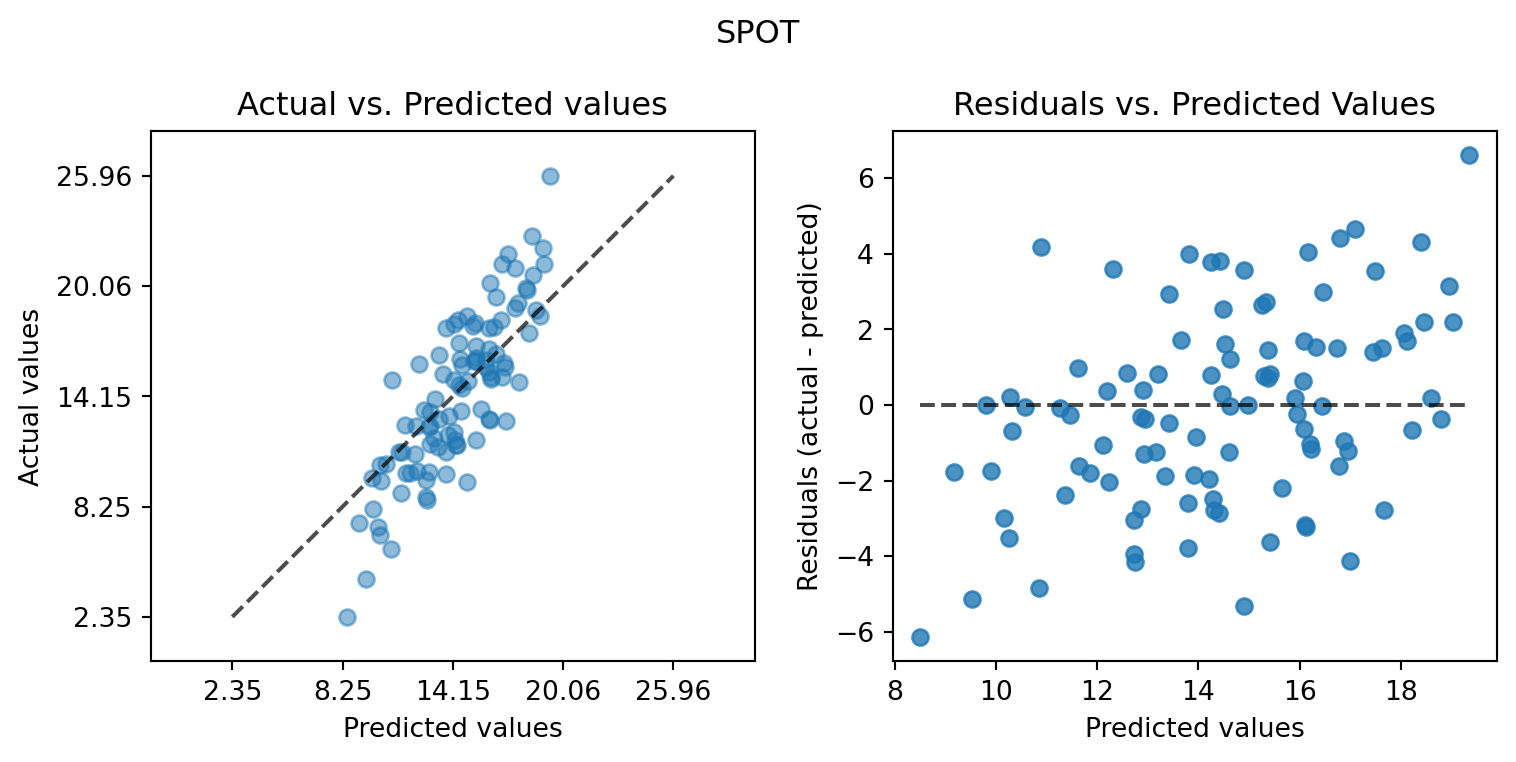 SPOT
Actual vs. Predicted values
Actual values
25.96
20.06
14.15
8.25
2.35
2.35 8.25 14.15 20.06 25.96
Predicted values
Residuals vs. Predicted Values
Residuals (actual - predicted)
6
4
2
0
−2
−4
−6
8 10 12 14 16 18
Predicted values